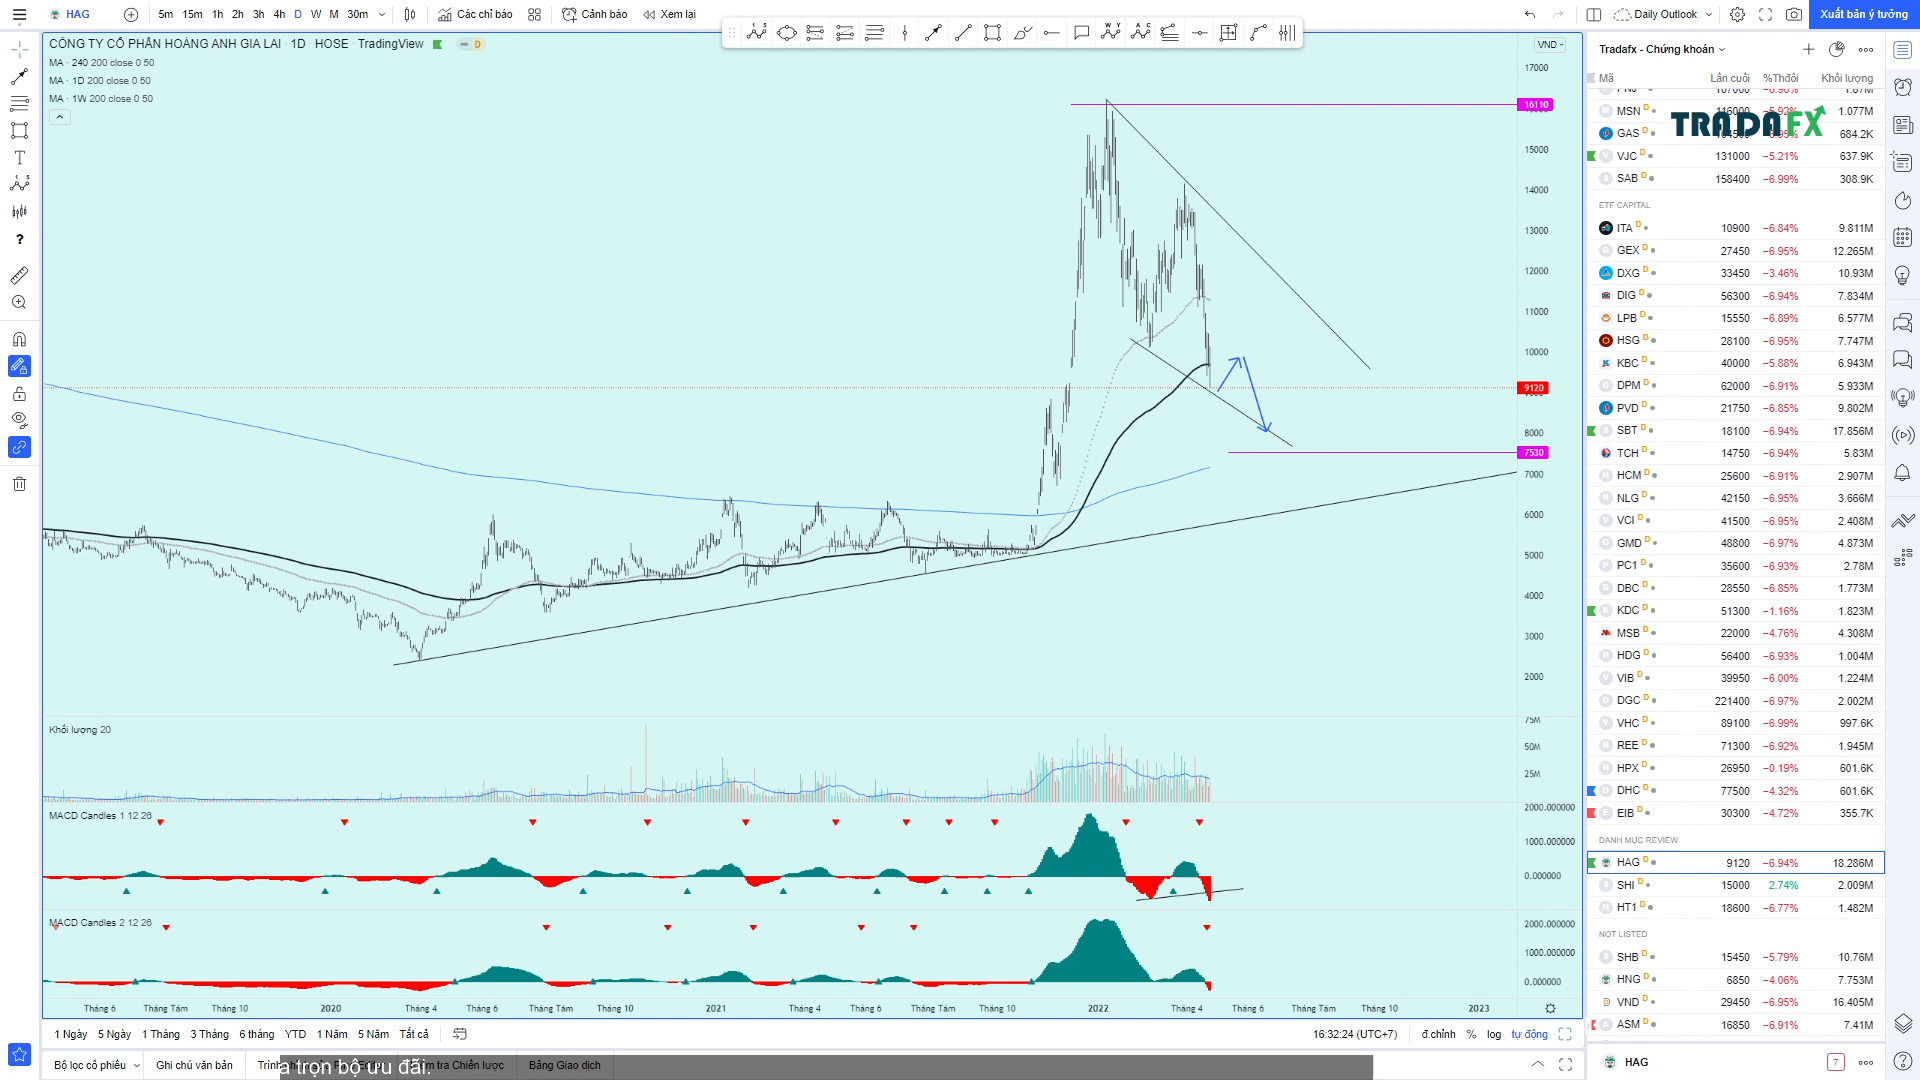 HAG
5m 15m 1h 2h 3h 4h D W M 30m
Các chỉ báo
Cảnh báo
Xem lại
Daily Outlook
Xuất bản ý tưởng
CÔNG TY CỔ PHẦN HOÀNG ANH GIA LAI · 1D · HOSE · TradingView
D
MA · 240 200 close 0 50
MA · 1D 200 close 0 50
MA · 1W 200 close 0 50
VND
17000
16110
15000
14000
13000
12000
11000
10000
9120
8000
7530
7000
6000
5000
4000
3000
2000
Khối lượng 20
75M
50M
25M
MACD Candles 1 12 26
2000.000000
1000.000000
0.000000
MACD Candles 2 12 26
2000.000000
1000.000000
0.000000
Tháng 6 Tháng Tám Tháng 10 2020 Tháng 4 Tháng 6 Tháng Tám Tháng 10 2021 Tháng 4 Tháng 6 Tháng Tám Tháng 10 2022 Tháng 4 Tháng 6 Tháng Tám Tháng 10 2023
1 Ngày 5 Ngày 1 Tháng 3 Tháng 6 tháng YTD 1 Năm 5 Năm Tất cả
16:32:24 (UTC+7) đ.chỉnh % log tự động
Bộ lọc cổ phiếu Ghi chú văn bản
Chiến lược Bảng Giao dịch
a trọn bộ ưu đãi.
Tradafx - Chứng khoán
Mã Lần cuối %Thđổi Khối lượng
TRADAFX
MSN D 116000 −5.92% 1.077M
GAS D 684.2K
VJC D 131000 −5.21% 637.9K
SAB D 158400 −6.99% 308.9K
ETF CAPITAL
ITA D 10900 −6.84% 9.811M
GEX D 27450 −6.95% 12.265M
DXG D 33450 −3.46% 10.93M
DIG D 56300 −6.94% 7.834M
LPB D 15550 −6.89% 6.577M
HSG D 28100 −6.95% 7.747M
KBC D 40000 −5.88% 6.943M
DPM D 62000 −6.91% 5.933M
PVD D 21750 −6.85% 9.802M
SBT D 18100 −6.94% 17.856M
TCH D 14750 −6.94% 5.83M
HCM D 25600 −6.91% 2.907M
NLG D 42150 −6.95% 3.666M
VCI D 41500 −6.95% 2.408M
GMD D 48800 −6.97% 4.873M
PC1 D 35600 −6.93% 2.78M
DBC D 28550 −6.85% 1.773M
KDC D 51300 −1.16% 1.823M
MSB D 22000 −4.76% 4.308M
HDG D 56400 −6.93% 1.004M
VIB D 39950 −6.00% 1.224M
DGC D 221400 −6.97% 2.002M
VHC D 89100 −6.99% 997.6K
REE D 71300 −6.92% 1.945M
HPX D 26950 −0.19% 601.6K
DHC D 77500 −4.32% 601.6K
EIB D 30300 −4.72% 355.7K
DANH MỤC REVIEW
HAG D 9120 −6.94% 18.286M
SHI D 15000 2.74% 2.009M
HT1 D 18600 −6.77% 1.482M
NOT LISTED
SHB D 15450 −5.79% 10.76M
HNG D 6850 −4.06% 7.753M
VND D 29450 −6.95% 16.405M
ASM D 16850 −6.91% 7.41M
HAG
7